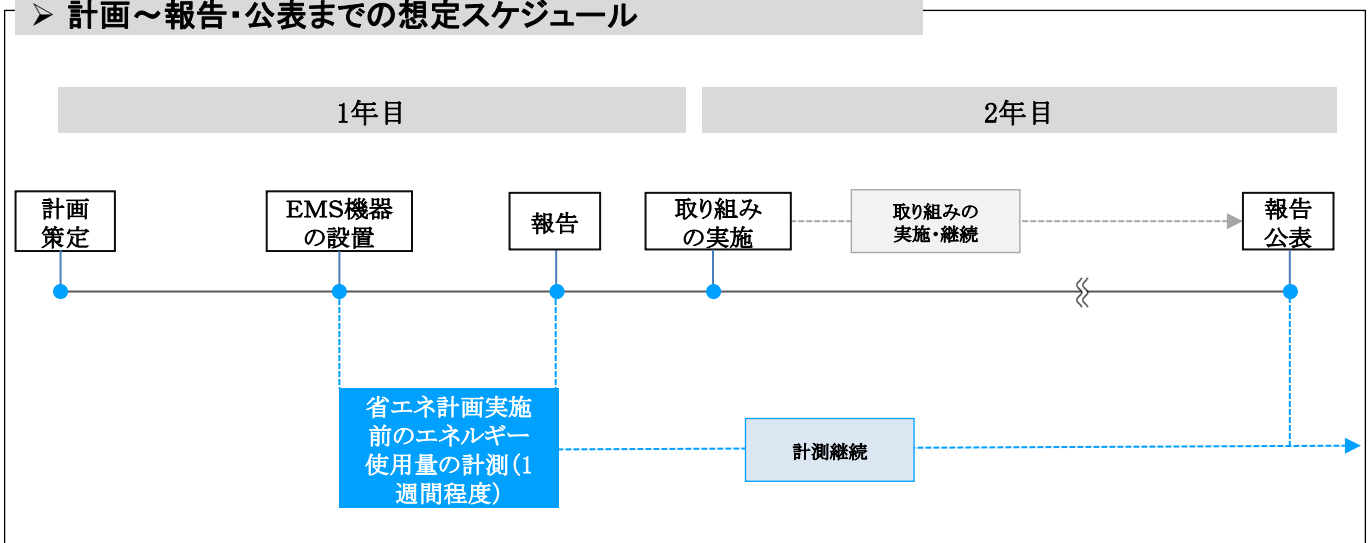 ➢ 計画～報告・公表までの想定スケジュール
1年目
2年目
計画
策定
EMS機器
の設置
報告
取り組み
の実施
取り組みの
実施・継続
報告
公表
省エネ計画実施
前のエネルギー
使用量の計測(1
週間程度)
計測継続